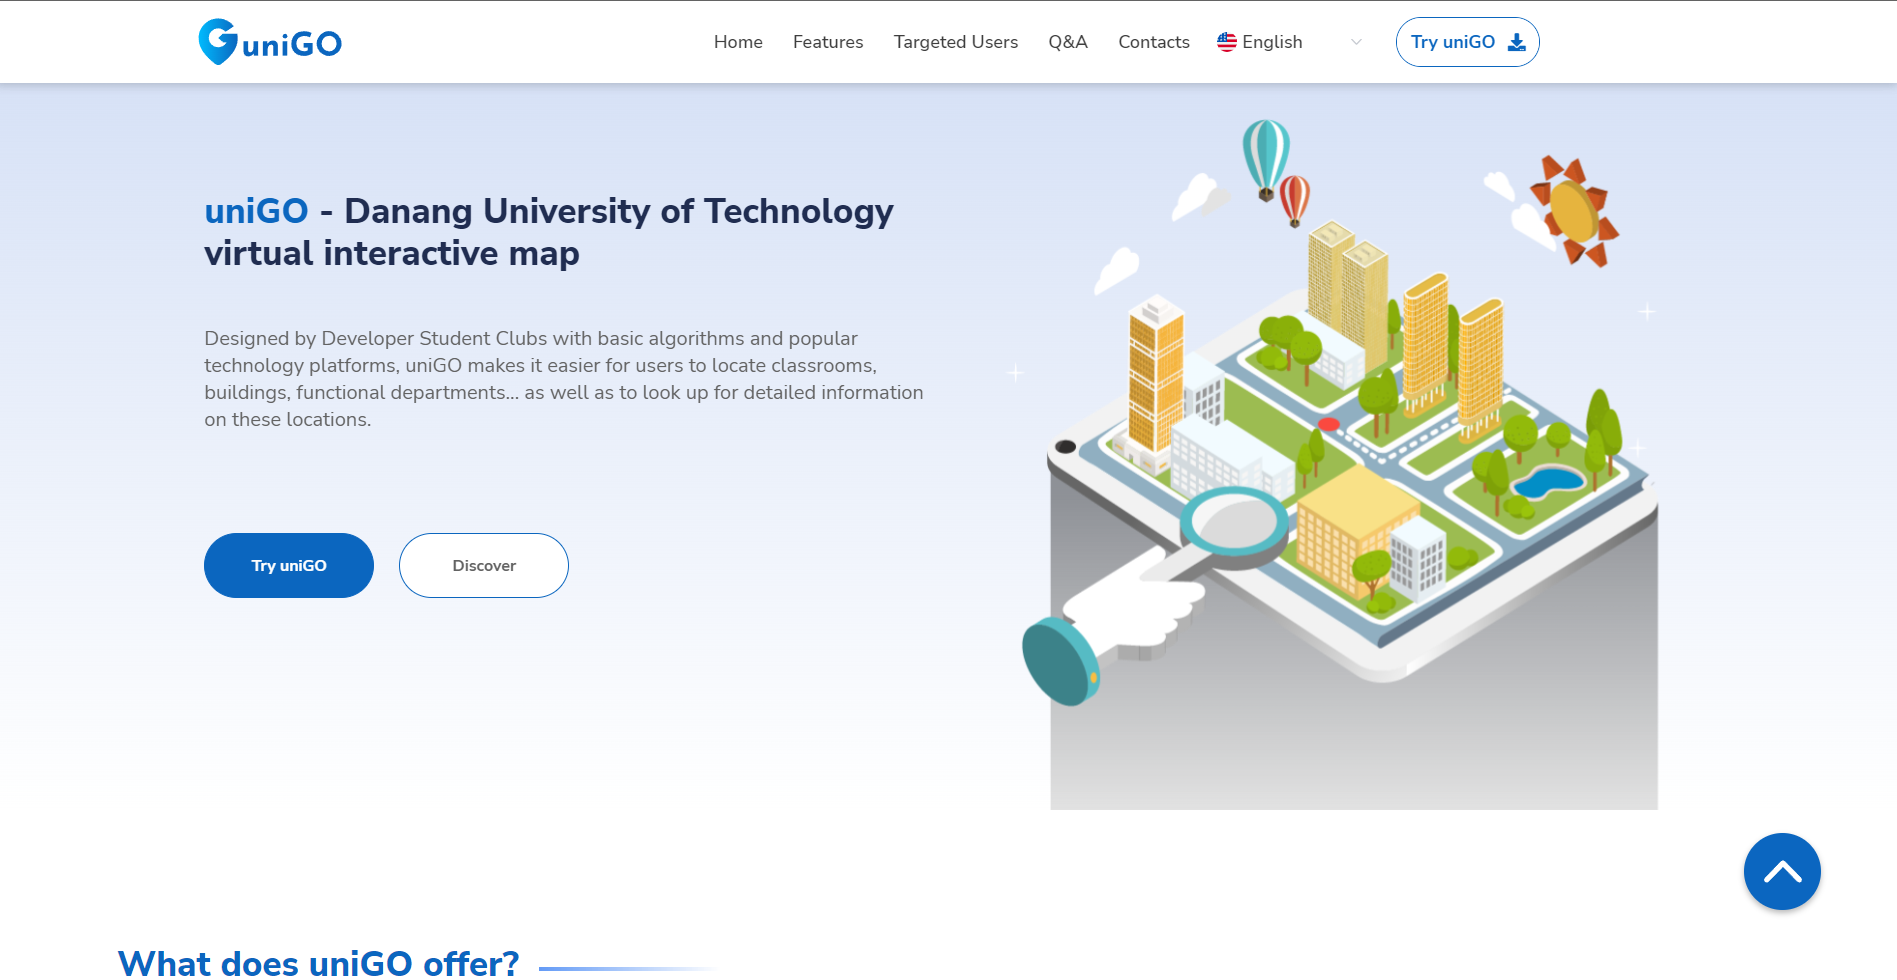 uniGO
Home Features Targeted Users Q&A Contacts English Try uniGO
uniGO - Danang University of Technology
virtual interactive map
Designed by Developer Student Clubs with basic algorithms and popular
technology platforms, uniGO makes it easier for users to locate classrooms,
buildings, functional departments... as well as to look up for detailed information
on these locations.
Try uniGO Discover
What does uniGO offer?